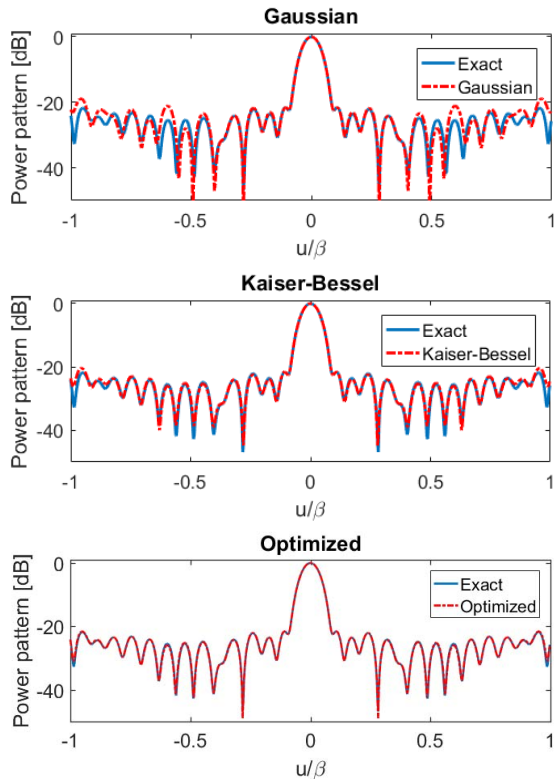 Gaussian
Power pattern [dB]
0
-20
-40
Exact
Gaussian
-1
-0.5
0
0.5
1
u/β
Kaiser-Bessel
Power pattern [dB]
0
-20
-40
Exact
Kaiser-Bessel
-1
-0.5
0
0.5
1
u/β
Optimized
Power pattern [dB]
0
-20
-40
Exact
Optimized
-1
-0.5
0
0.5
1
u/β